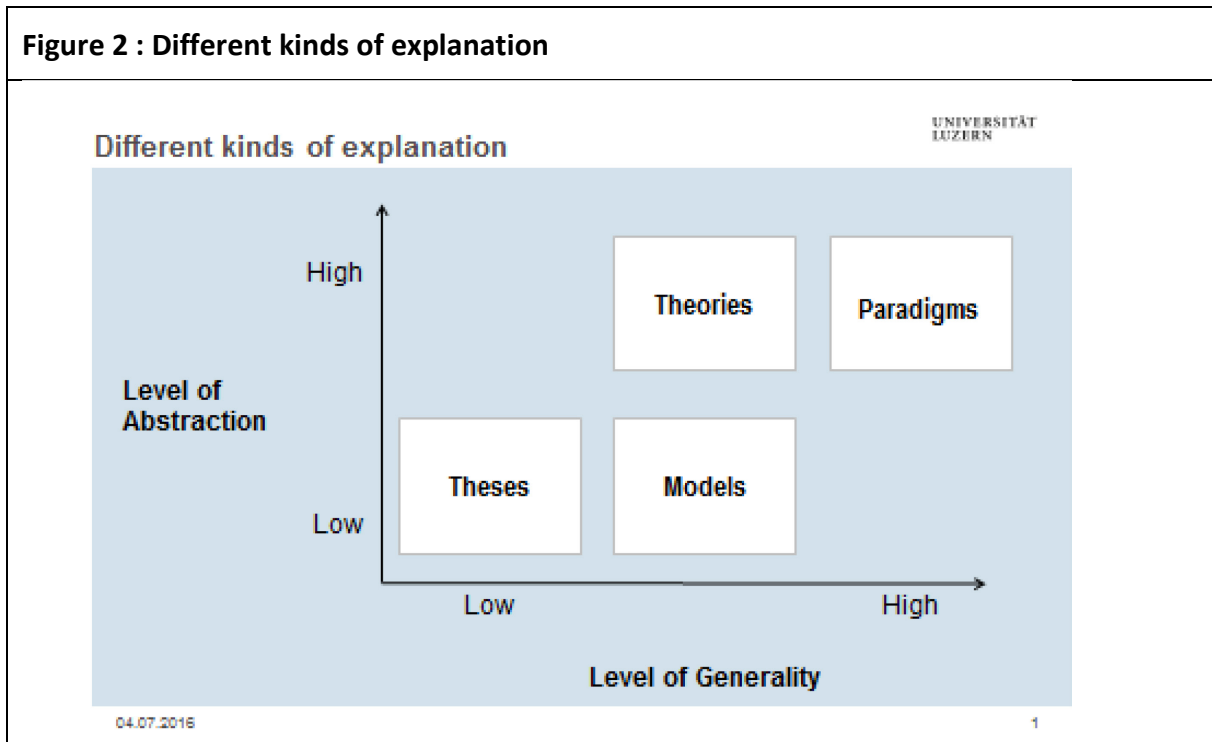 Figure 2 : Different kinds of explanation
UNIVERSITÄT
LUZERN
Different kinds of explanation
High
Theories
Paradigms
Level of
Abstraction
Theses
Models
Low
Low
High
Level of Generality
04.07.2016
1